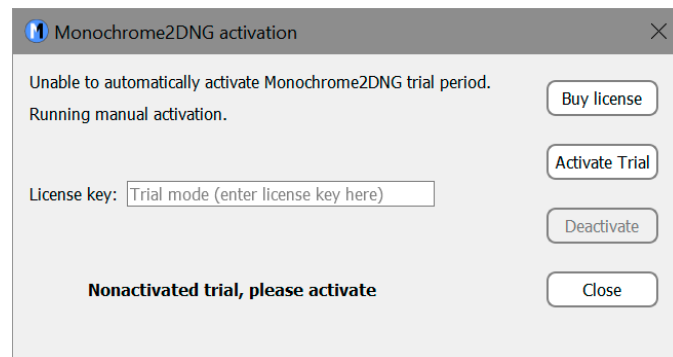 Monochrome2DNG activation
Unable to automatically activate Monochrome2DNG trial period.
Running manual activation.
Buy license
Activate Trial
License key: Trial mode (enter license key here)
Deactivate
Nonactivated trial, please activate
Close